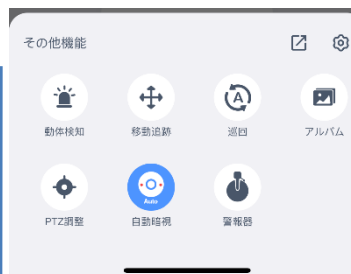 その他機能
動体検知 移動追跡 巡回 アルバム
A
Auto
PTZ調整 自動暗視 警報器